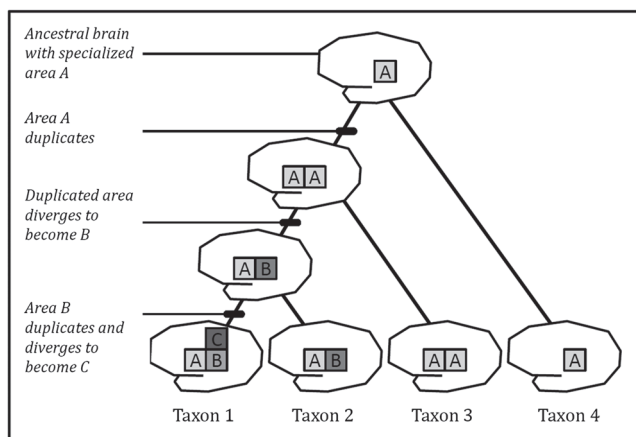 Ancestral brain
with specialized
area A
A
Area A
duplicates
A A
Duplicated area
diverges to
become B
A B
Area B
duplicates and
diverges to
become C
C
A B
A B
A A
A
Taxon 1
Taxon 2
Taxon 3
Taxon 4